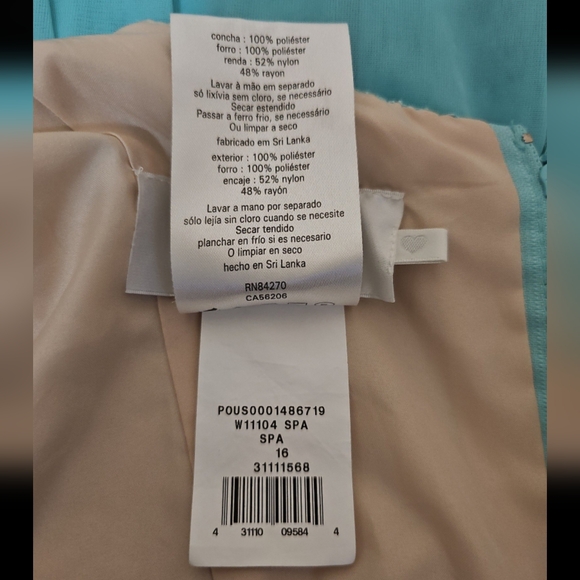 concha : 100% poliéster
forro : 100% poliéster
renda : 52% nylon
48% rayon
Lavar à mão em separado
só lixívia sem cloro, se necessário
Secar estendido
Passar a ferro frio, se necessário
Ou limpar a seco
fabricado em Sri Lanka
exterior : 100% poliéster
forro : 100% poliéster
encaje : 52% nylon
48% rayón
Lavar a mano por separado
sólo lejía sin cloro cuando se necesite
Secar tendido
planchar en frío si es necesario
O limpiar en seco
hecho en Sri Lanka
RN84270
CA56206
POUS0001486719
W11104 SPA
SPA
16
31111568
4 31110 09584 4